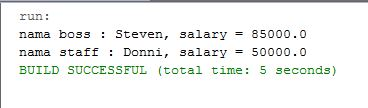 run:
nama boss : Steven, salary = 85000.0
nama staff : Donni, salary = 50000.0
BUILD SUCCESSFUL (total time: 5 seconds)